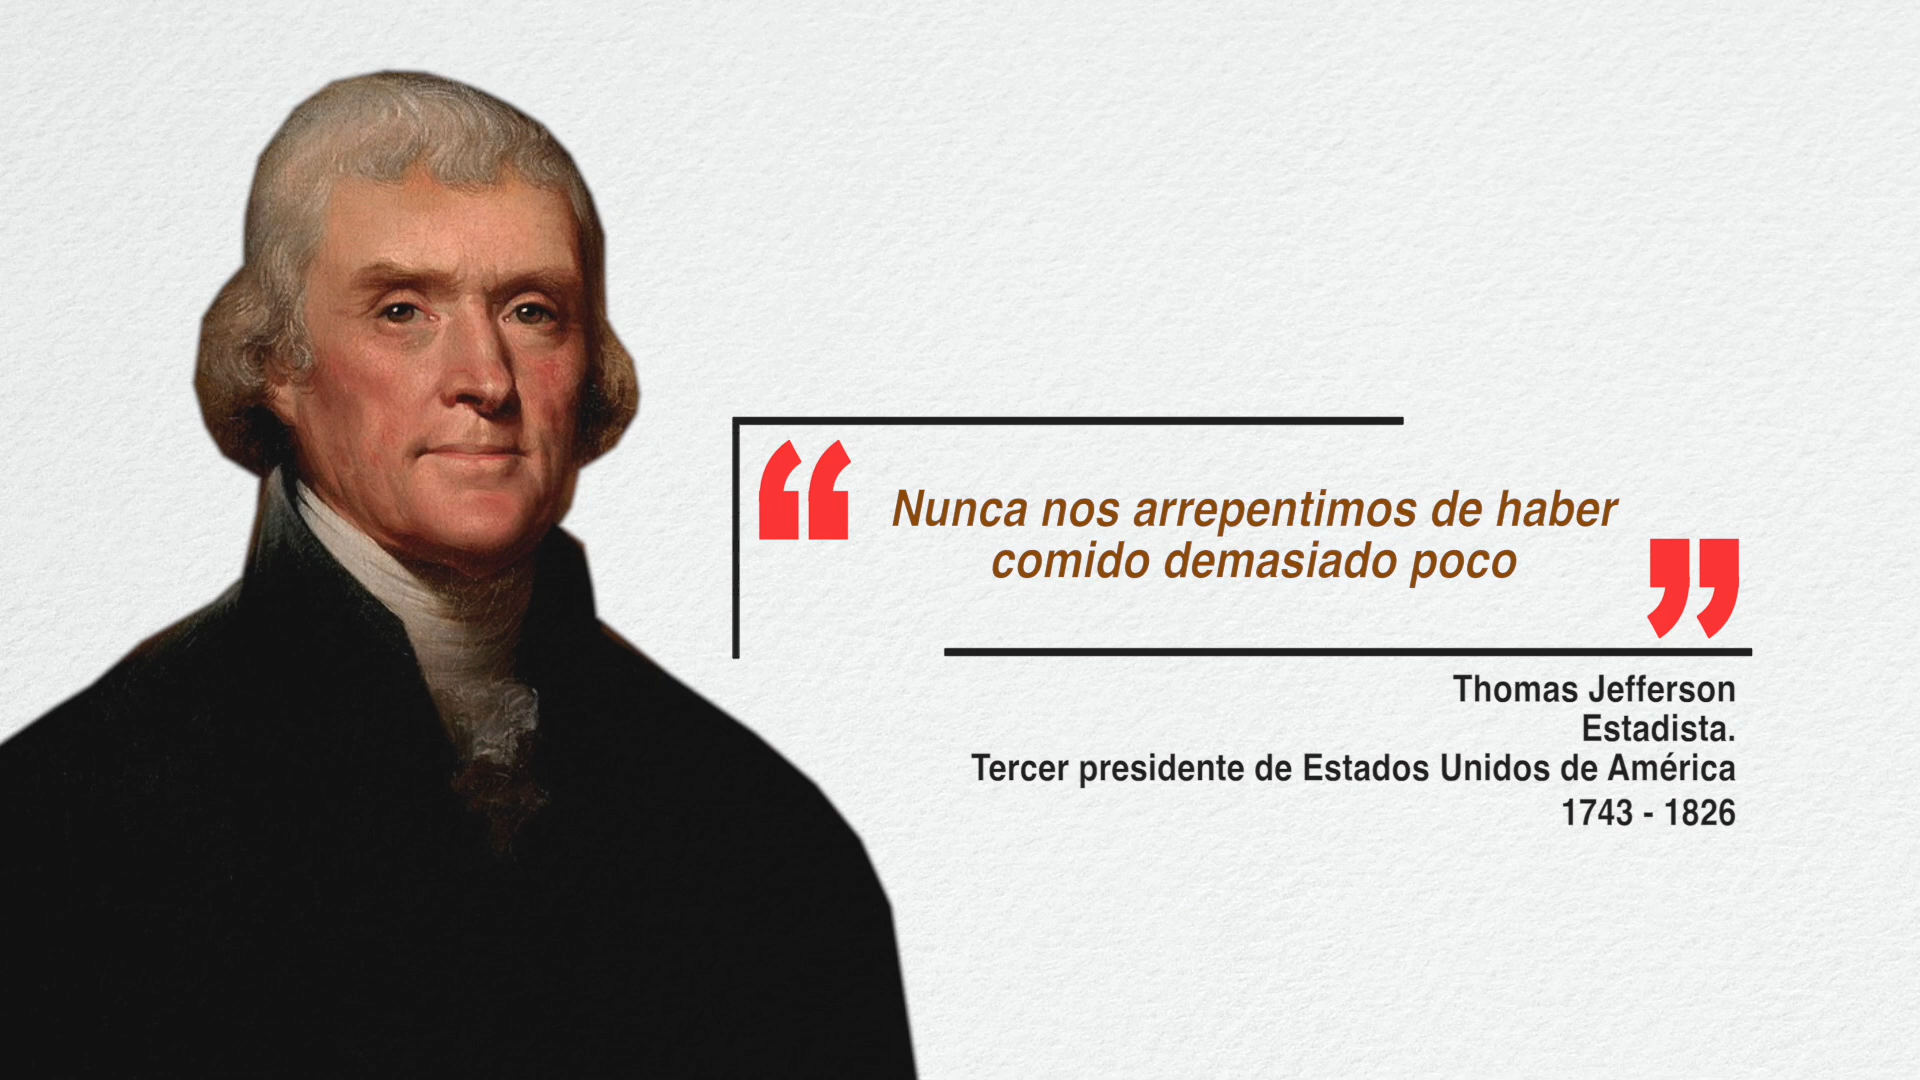 “ Nunca nos arrepentimos de haber
comido demasiado poco ”
Thomas Jefferson
Estadista.
Tercer presidente de Estados Unidos de América
1743 - 1826